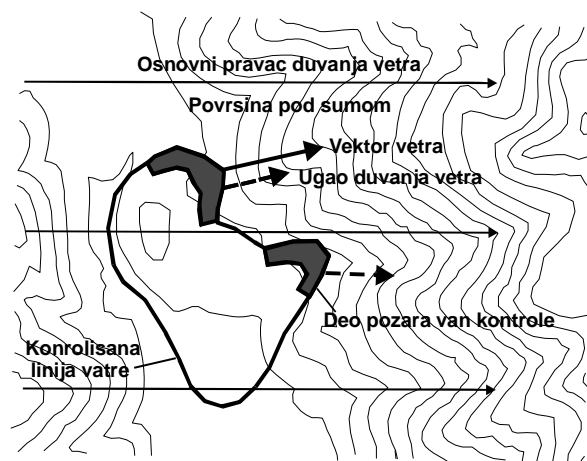 Osnovni pravac duvanja vetra
Povrsina pod sumom
Vektor vetra
Ugao duvanja vetra
Deo pozara van kontrole
Konrolisana
linija vatre